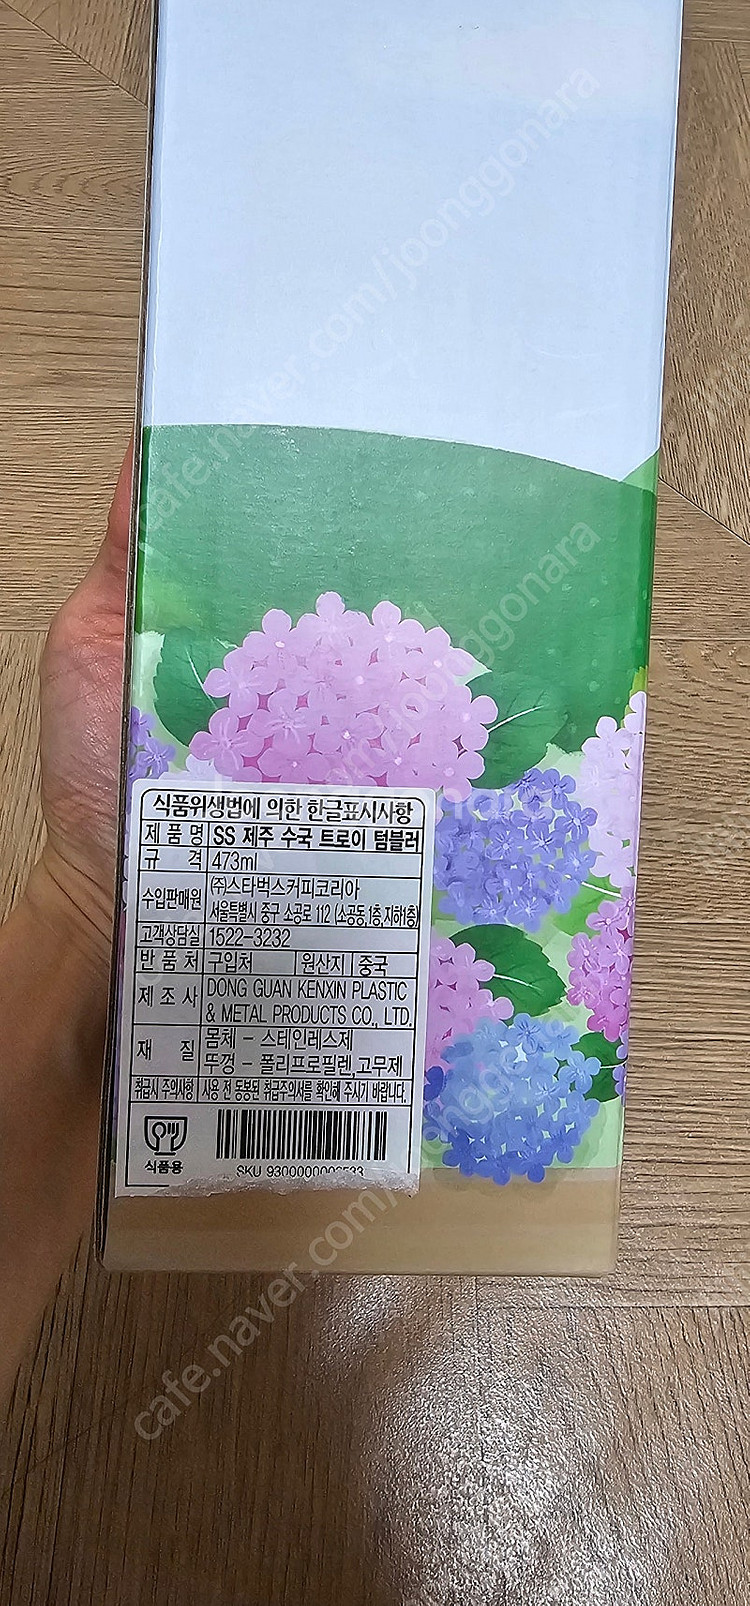 cafe.naver.com/joonggonara
cafe.naver.com/joonggonara
식품위생법에 의한 한글표시사항
제 품 명 SS 제주 수국 트로이 텀블러
규 격 473ml
수입판매원 ㈜스타벅스커피코리아
서울특별시 중구 소공로 112 (소공동,1층,지하1층)
고객상담실 1522-3232
반 품 처 구입처 원산지 중국
제 조 사 DONG GUAN KENXIN PLASTIC
& METAL PRODUCTS CO., LTD.
재 질 몸체 - 스테인레스제
뚜껑 - 폴리프로필렌,고무제
취급시 주의사항 사용 전 동봉된 취급주의서를 확인해 주시기 바랍니다.
식품용
SKU
cafe.naver.com/joonggonara